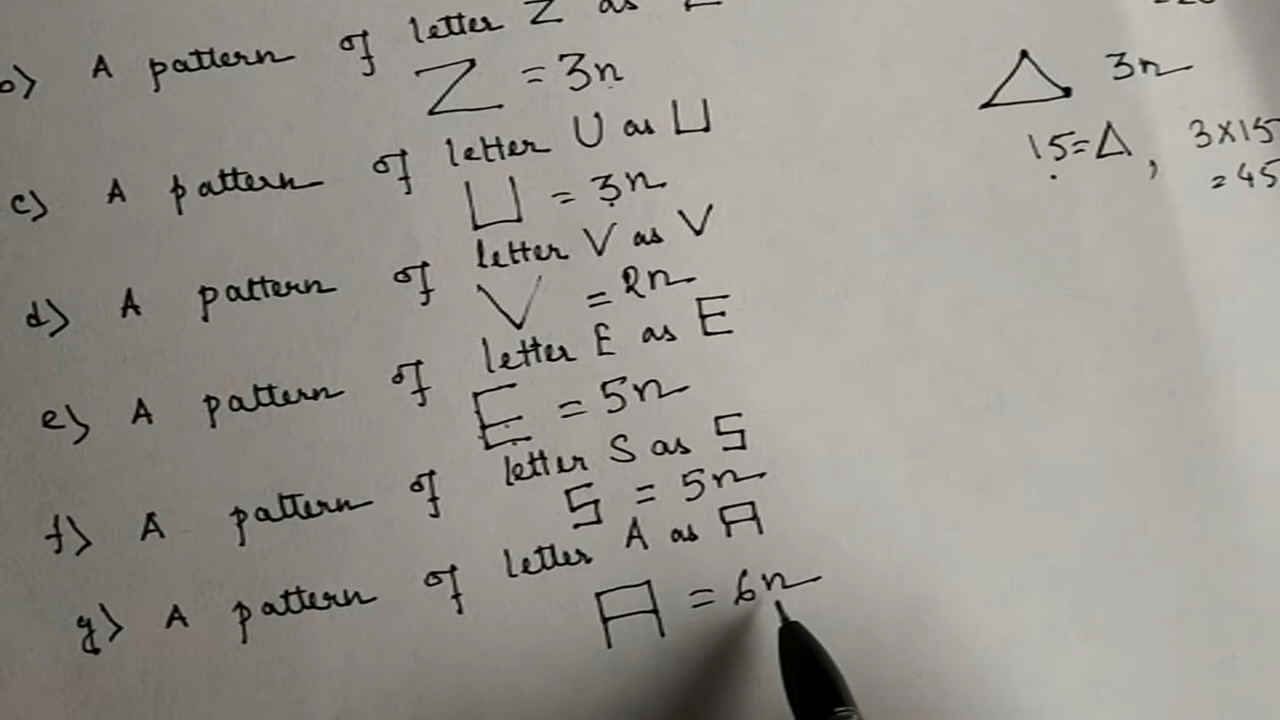 b) A pattern of letter Z as Z
Z = 3n
c) A pattern of letter U as U
U = 3n
d) A pattern of letter V as V
V = 2n
e) A pattern of letter E as E
E = 5n
f) A pattern of letter S as S
S = 5n
g) A pattern of letter A as A
A = 6n
△ 3n
15=△, 3×15
=45